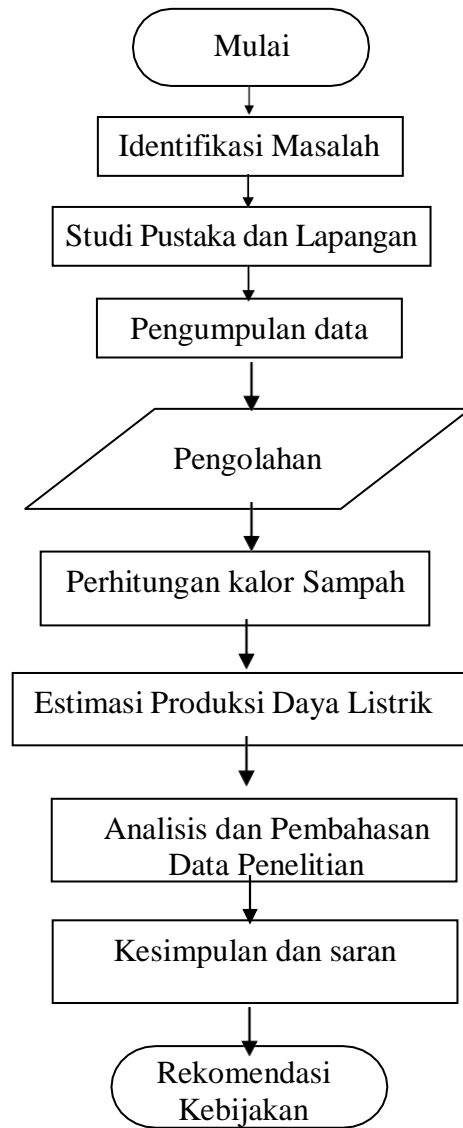 Mulai
Identifikasi Masalah
Studi Pustaka dan Lapangan
Pengumpulan data
Pengolahan
Perhitungan kalor Sampah
Estimasi Produksi Daya Listrik
Analisis dan Pembahasan
Data Penelitian
Kesimpulan dan saran
Rekomendasi
Kebijakan